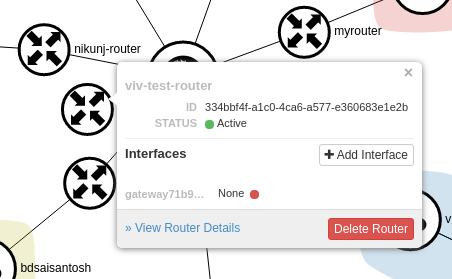 myrouter
nikunj-router
×
viv-test-router
ID 334bbf4f-a1c0-4ca6-a577-e360683e1e2b
STATUS Active
Interfaces
Add Interface
gateway71b9... None
» View Router Details
Delete Router
v
bdsaisantosh